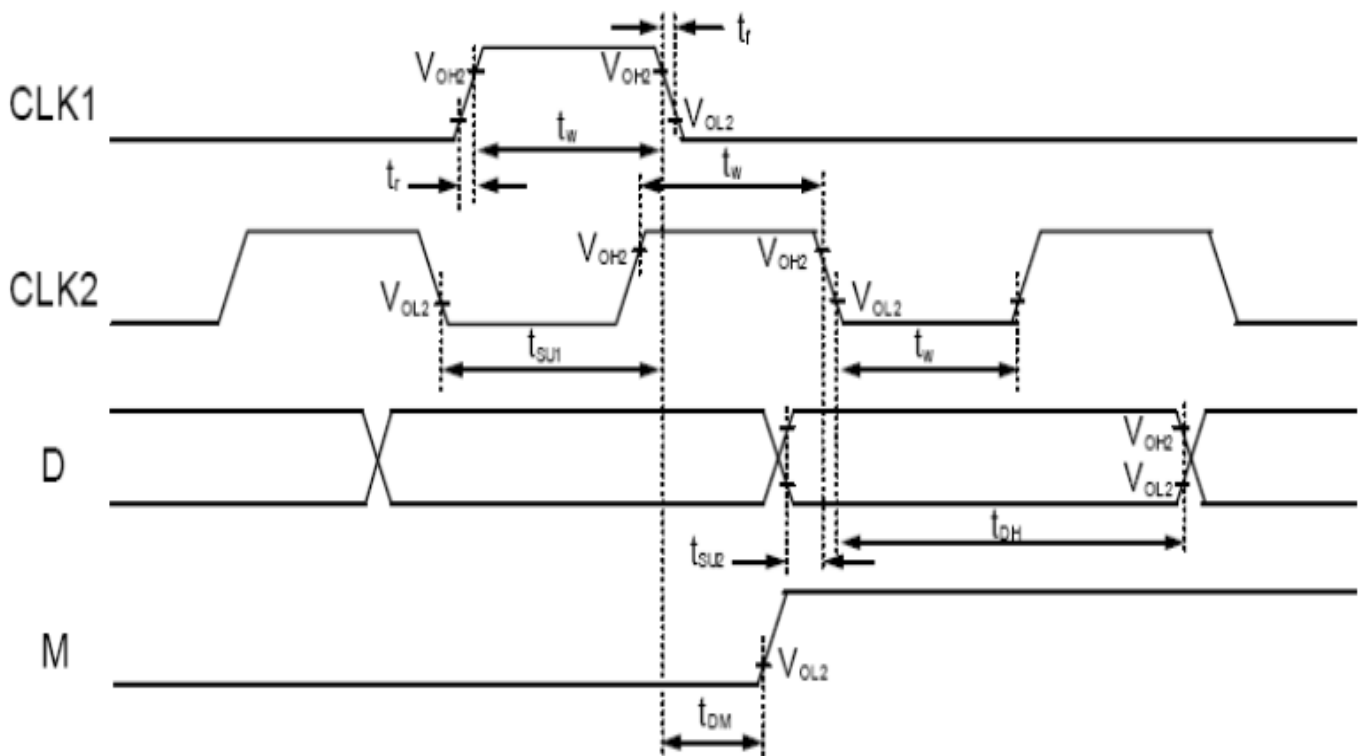 t_r
V_OH2 V_OH2
CLK1
V_OL2
t_w
t_w
t_r
V_OH2 V_OH2
CLK2
V_OL2 V_OL2
t_SU1 t_w
V_OH2
D
V_OL2
t_DH
t_SU2
M
V_OL2
t_DM